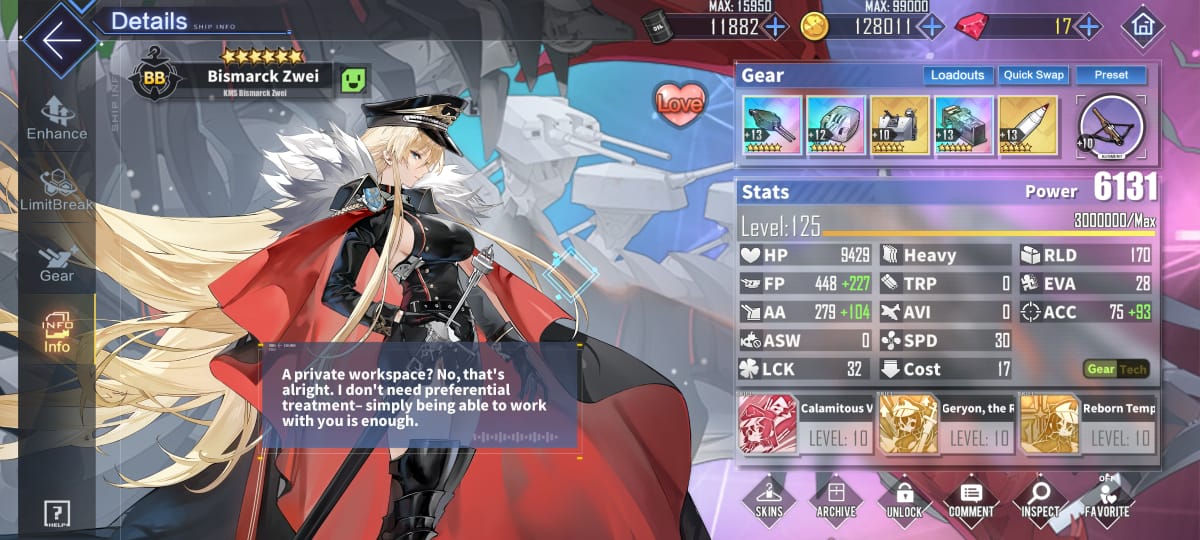 Details SHIP INFO
MAX: 15950
11882
MAX: 99000
128011
17
BB
Bismarck Zwei
KMS Bismarck Zwei
SHIP INFO
Enhance
LimitBreak
Gear
INFO
Info
HELP
Love
A private workspace? No, that's
alright. I don't need preferential
treatment– simply being able to work
with you is enough.
Gear
Loadouts
Quick Swap
Preset
+13
+12
+10
+13
+13
+10
Stats
Power 6131
Level:125
3000000/Max
HP 9429
Heavy
RLD 170
FP 448 +227
TRP 0
EVA 28
AA 279 +104
AVI 0
ACC 75 +93
ASW 0
SPD 30
LCK 32
Cost 17
Gear Tech
Calamitous V
LEVEL: 10
Geryon, the R
LEVEL: 10
Reborn Temp
LEVEL: 10
SKINS
ARCHIVE
UNLOCK
COMMENT
INSPECT
OFF
FAVORITE